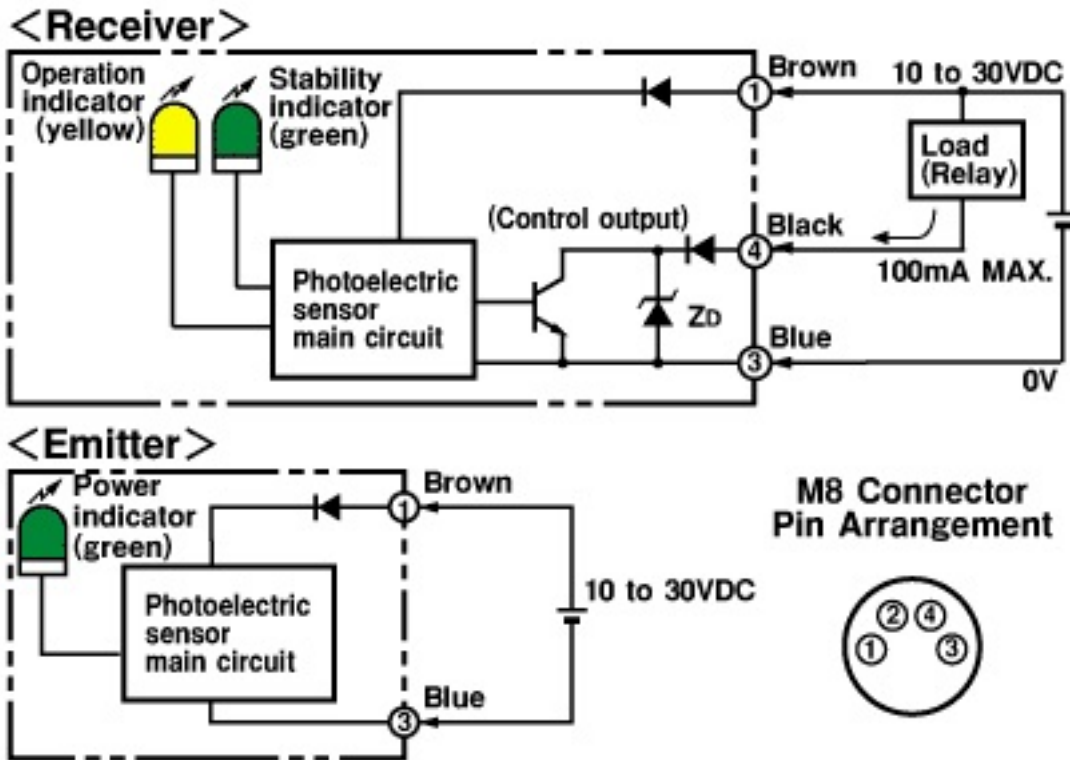 <Receiver>
Operation
indicator
(yellow)
Stability
indicator
(green)
Brown
10 to 30VDC
1
Load
(Relay)
(Control output)
Black
4
100mA MAX.
Photoelectric
sensor
main circuit
ZD
Blue
3
0V
<Emitter>
Power
indicator
(green)
Brown
1
Photoelectric
sensor
main circuit
10 to 30VDC
Blue
3
M8 Connector
Pin Arrangement
2 4
1 3